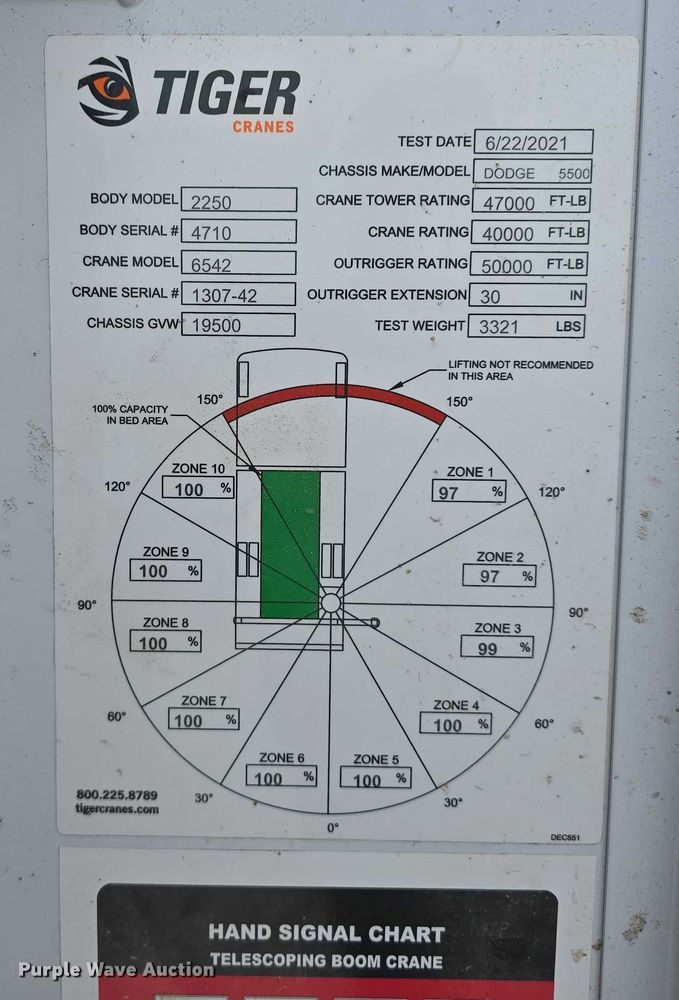 TIGER
CRANES
TEST DATE 6/22/2021
CHASSIS MAKE/MODEL DODGE 5500
BODY MODEL 2250
CRANE TOWER RATING 47000 FT-LB
BODY SERIAL # 4710
CRANE RATING 40000 FT-LB
CRANE MODEL 6542
OUTRIGGER RATING 50000 FT-LB
CRANE SERIAL # 1307-42
OUTRIGGER EXTENSION 30 IN
CHASSIS GVW 19500
TEST WEIGHT 3321 LBS
LIFTING NOT RECOMMENDED
IN THIS AREA
150°
150°
100% CAPACITY
IN BED AREA
ZONE 10
100 %
ZONE 1
97 %
120°
120°
ZONE 9
100 %
ZONE 2
97 %
90°
90°
ZONE 8
100 %
ZONE 3
99 %
ZONE 7
100 %
ZONE 4
100 %
60°
60°
ZONE 6
100 %
ZONE 5
100 %
800.225.8789
tigercranes.com
30°
30°
0°
DEC551
HAND SIGNAL CHART
TELESCOPING BOOM CRANE
Purple Wave Auction